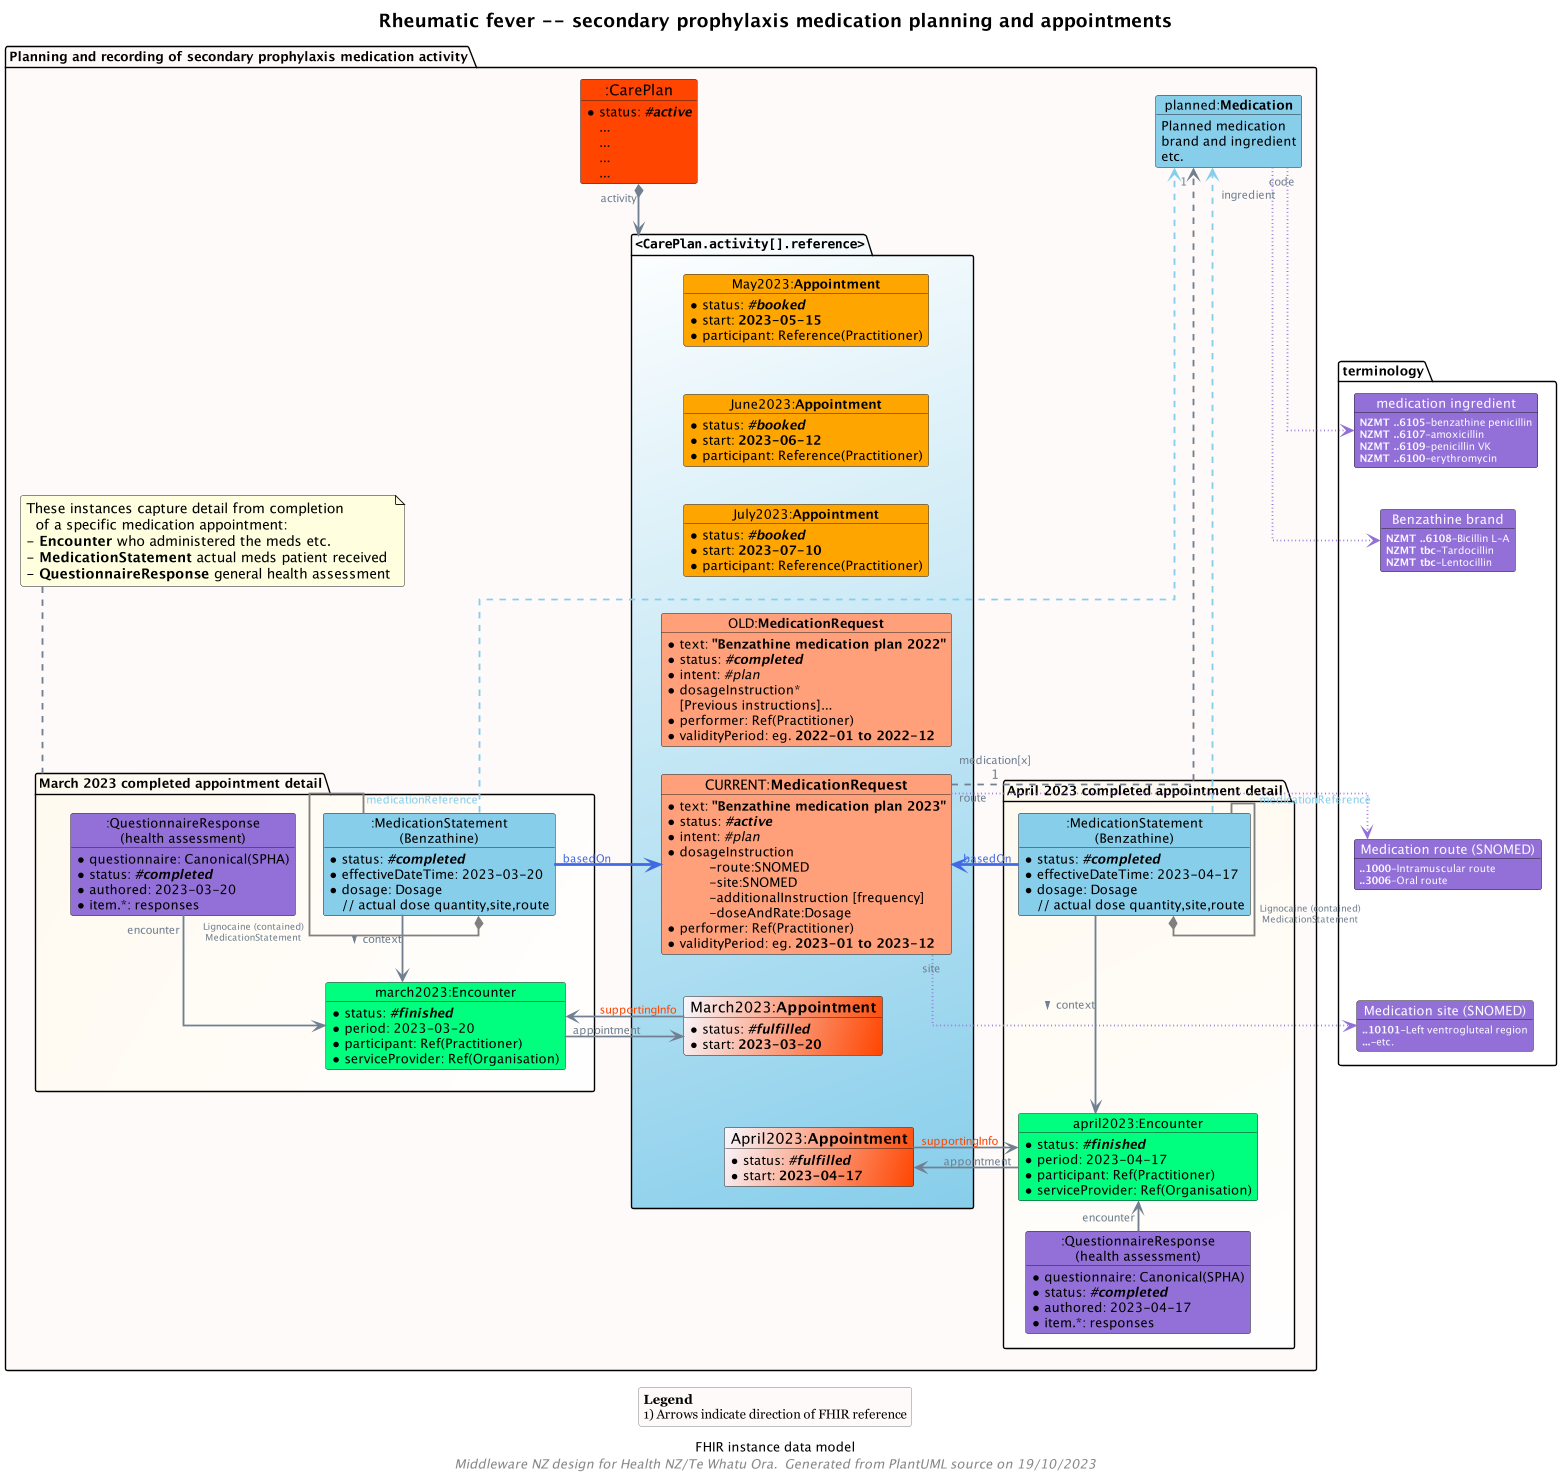 Rheumatic fever -- secondary prophylaxis medication planning and appointments
Planning and recording of secondary prophylaxis medication activity
:CarePlan
• status: #active
...
...
...
...
activity
planned:Medication
Planned medication
brand and ingredient
etc.
1
code
ingredient
<CarePlan.activity[].reference>
May2023:Appointment
• status: #booked
• start: 2023-05-15
• participant: Reference(Practitioner)
June2023:Appointment
• status: #booked
• start: 2023-06-12
• participant: Reference(Practitioner)
July2023:Appointment
• status: #booked
• start: 2023-07-10
• participant: Reference(Practitioner)
terminology
medication ingredient
NZMT ..6105-benzathine penicillin
NZMT ..6107-amoxicillin
NZMT ..6109-penicillin VK
NZMT ..6100-erythromycin
Benzathine brand
NZMT ..6108-Bicillin L-A
NZMT tbc-Tardocillin
NZMT tbc-Lentocillin
These instances capture detail from completion
of a specific medication appointment:
- Encounter who administered the meds etc.
- MedicationStatement actual meds patient received
- QuestionnaireResponse general health assessment
OLD:MedicationRequest
• text: "Benzathine medication plan 2022"
• status: #completed
• intent: #plan
• dosageInstruction*
[Previous instructions]...
• performer: Ref(Practitioner)
• validityPeriod: eg. 2022-01 to 2022-12
medication[x]
1
route
CURRENT:MedicationRequest
• text: "Benzathine medication plan 2023"
• status: #active
• intent: #plan
• dosageInstruction
-route:SNOMED
-site:SNOMED
-additionalInstruction [frequency]
-doseAndRate:Dosage
• performer: Ref(Practitioner)
• validityPeriod: eg. 2023-01 to 2023-12
site
March 2023 completed appointment detail
medicationReference
:QuestionnaireResponse
(health assessment)
• questionnaire: Canonical(SPHA)
• status: #completed
• authored: 2023-03-20
• item.*: responses
:MedicationStatement
(Benzathine)
• status: #completed
• effectiveDateTime: 2023-03-20
• dosage: Dosage
// actual dose quantity,site,route
basedOn
encounter
Lignocaine (contained)
MedicationStatement
context
march2023:Encounter
• status: #finished
• period: 2023-03-20
• participant: Ref(Practitioner)
• serviceProvider: Ref(Organisation)
supportingInfo
appointment
March2023:Appointment
• status: #fulfilled
• start: 2023-03-20
April2023:Appointment
• status: #fulfilled
• start: 2023-04-17
supportingInfo
appointment
April 2023 completed appointment detail
medicationReference
:MedicationStatement
(Benzathine)
• status: #completed
• effectiveDateTime: 2023-04-17
• dosage: Dosage
// actual dose quantity,site,route
basedOn
Lignocaine (contained)
MedicationStatement
context
april2023:Encounter
• status: #finished
• period: 2023-04-17
• participant: Ref(Practitioner)
• serviceProvider: Ref(Organisation)
encounter
:QuestionnaireResponse
(health assessment)
• questionnaire: Canonical(SPHA)
• status: #completed
• authored: 2023-04-17
• item.*: responses
Medication route (SNOMED)
..1000-Intramuscular route
..3006-Oral route
Medication site (SNOMED)
..10101-Left ventrogluteal region
...-etc.
Legend
1) Arrows indicate direction of FHIR reference
FHIR instance data model
Middleware NZ design for Health NZ/Te Whatu Ora.  Generated from PlantUML source on 19/10/2023